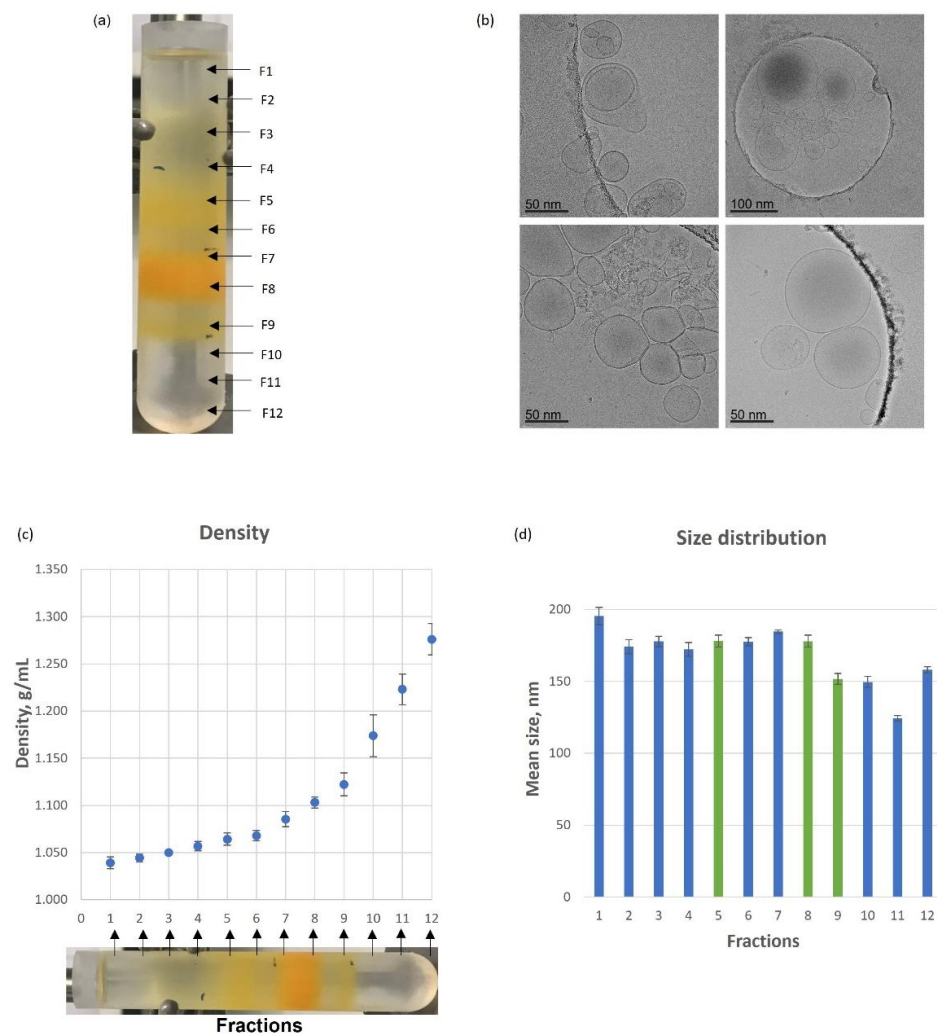 (a)
F1
F2
F3
F4
F5
F6
F7
F8
F9
F10
F11
F12
(b)
50 nm
100 nm
50 nm
50 nm
(c)
Density
Density, g/mL
1.350
1.300
1.250
1.200
1.150
1.100
1.050
1.000
0 1 2 3 4 5 6 7 8 9 10 11 12
Fractions
(d)
Size distribution
Mean size, nm
200
150
100
50
0
1 2 3 4 5 6 7 8 9 10 11 12
Fractions